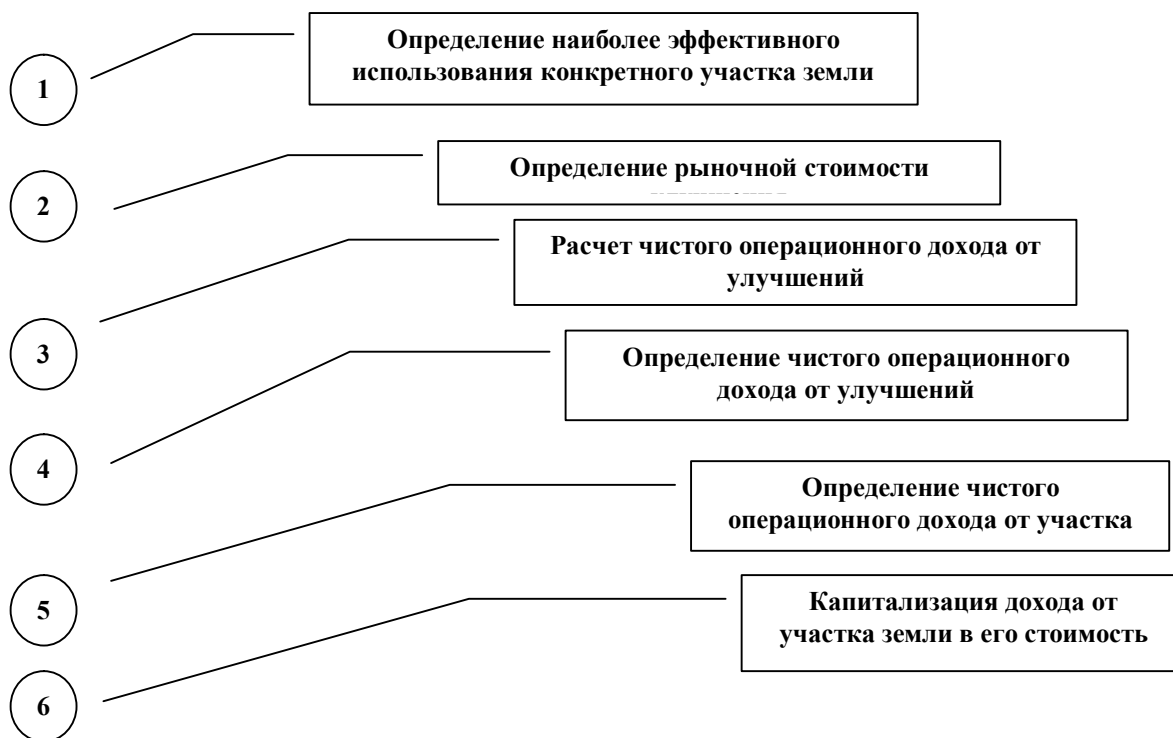 1
Определение наиболее эффективного
использования конкретного участка земли
2
Определение рыночной стоимости
3
Расчет чистого операционного дохода от
улучшений
4
Определение чистого операционного
дохода от улучшений
5
Определение чистого
операционного дохода от участка
6
Капитализация дохода от
участка земли в его стоимость